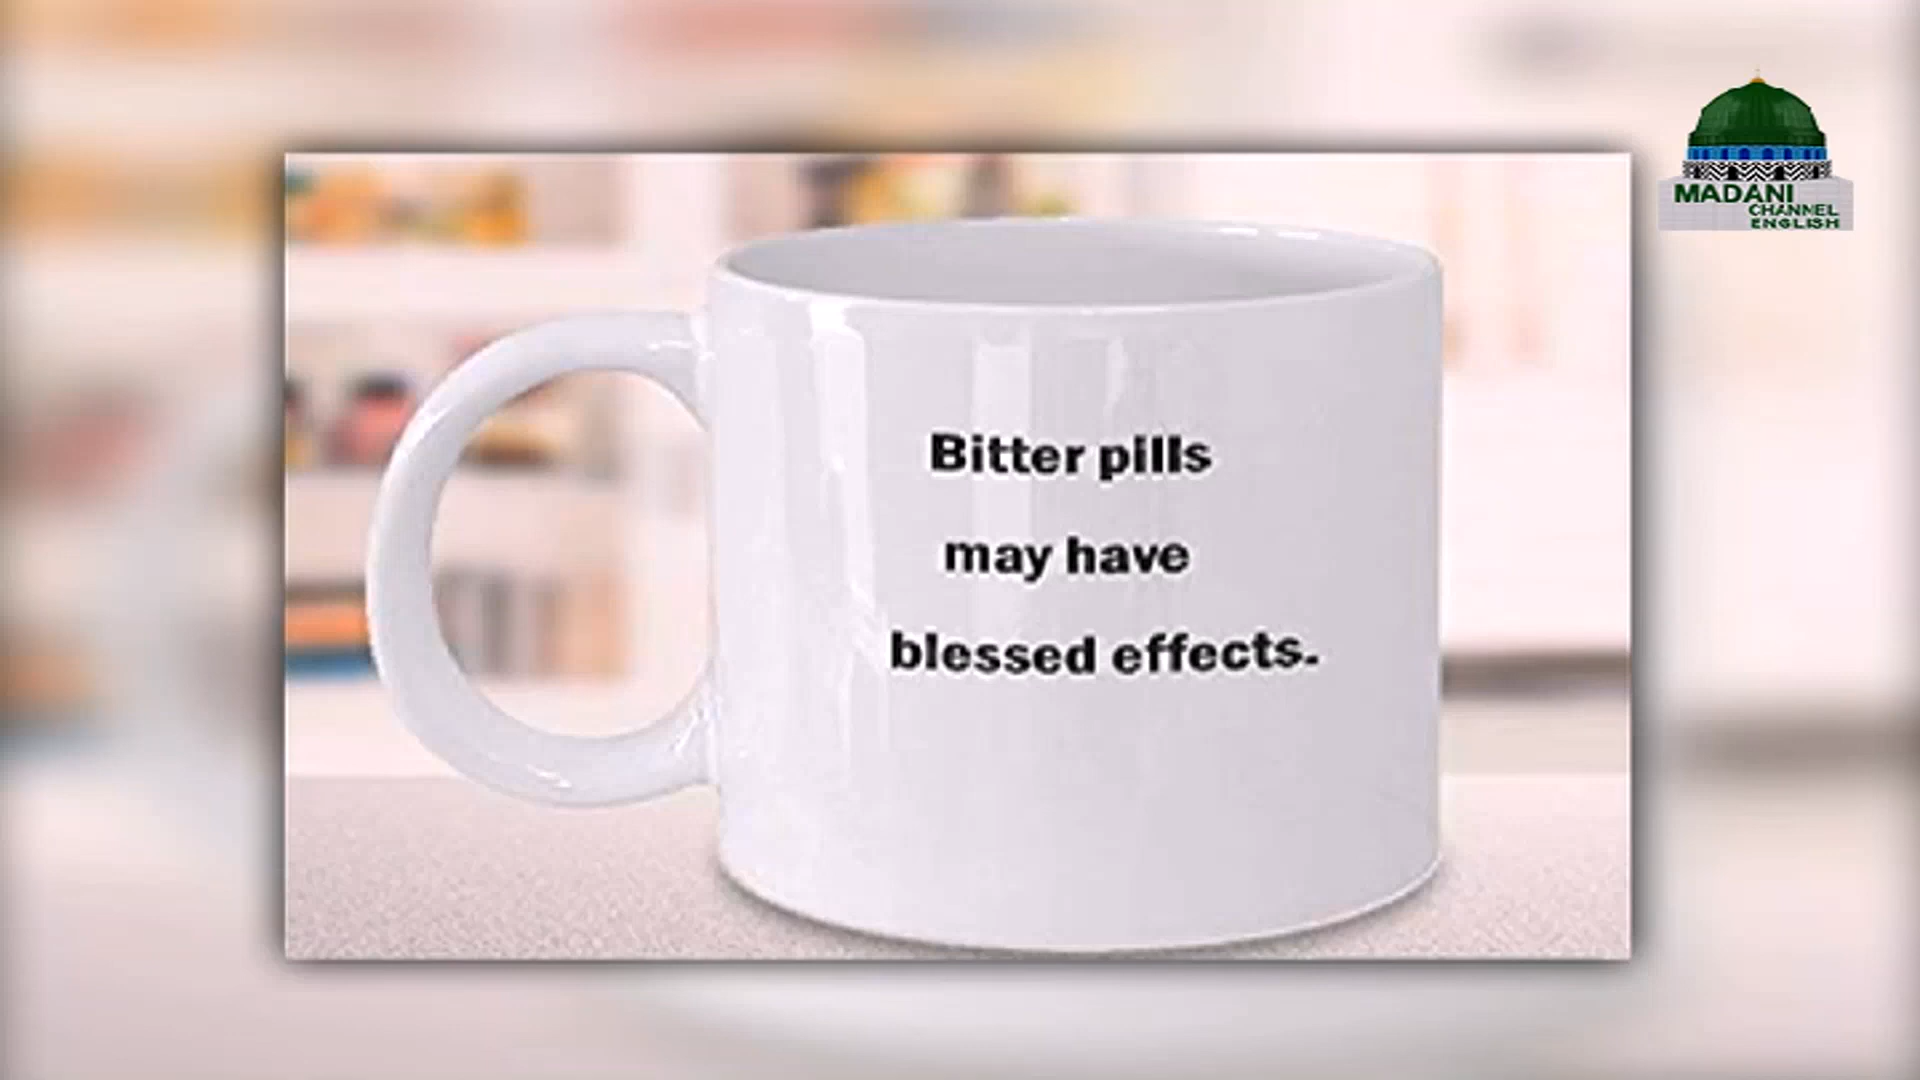 MADANI
CHANNEL
ENGLISH
Bitter pills
may have
blessed effects.